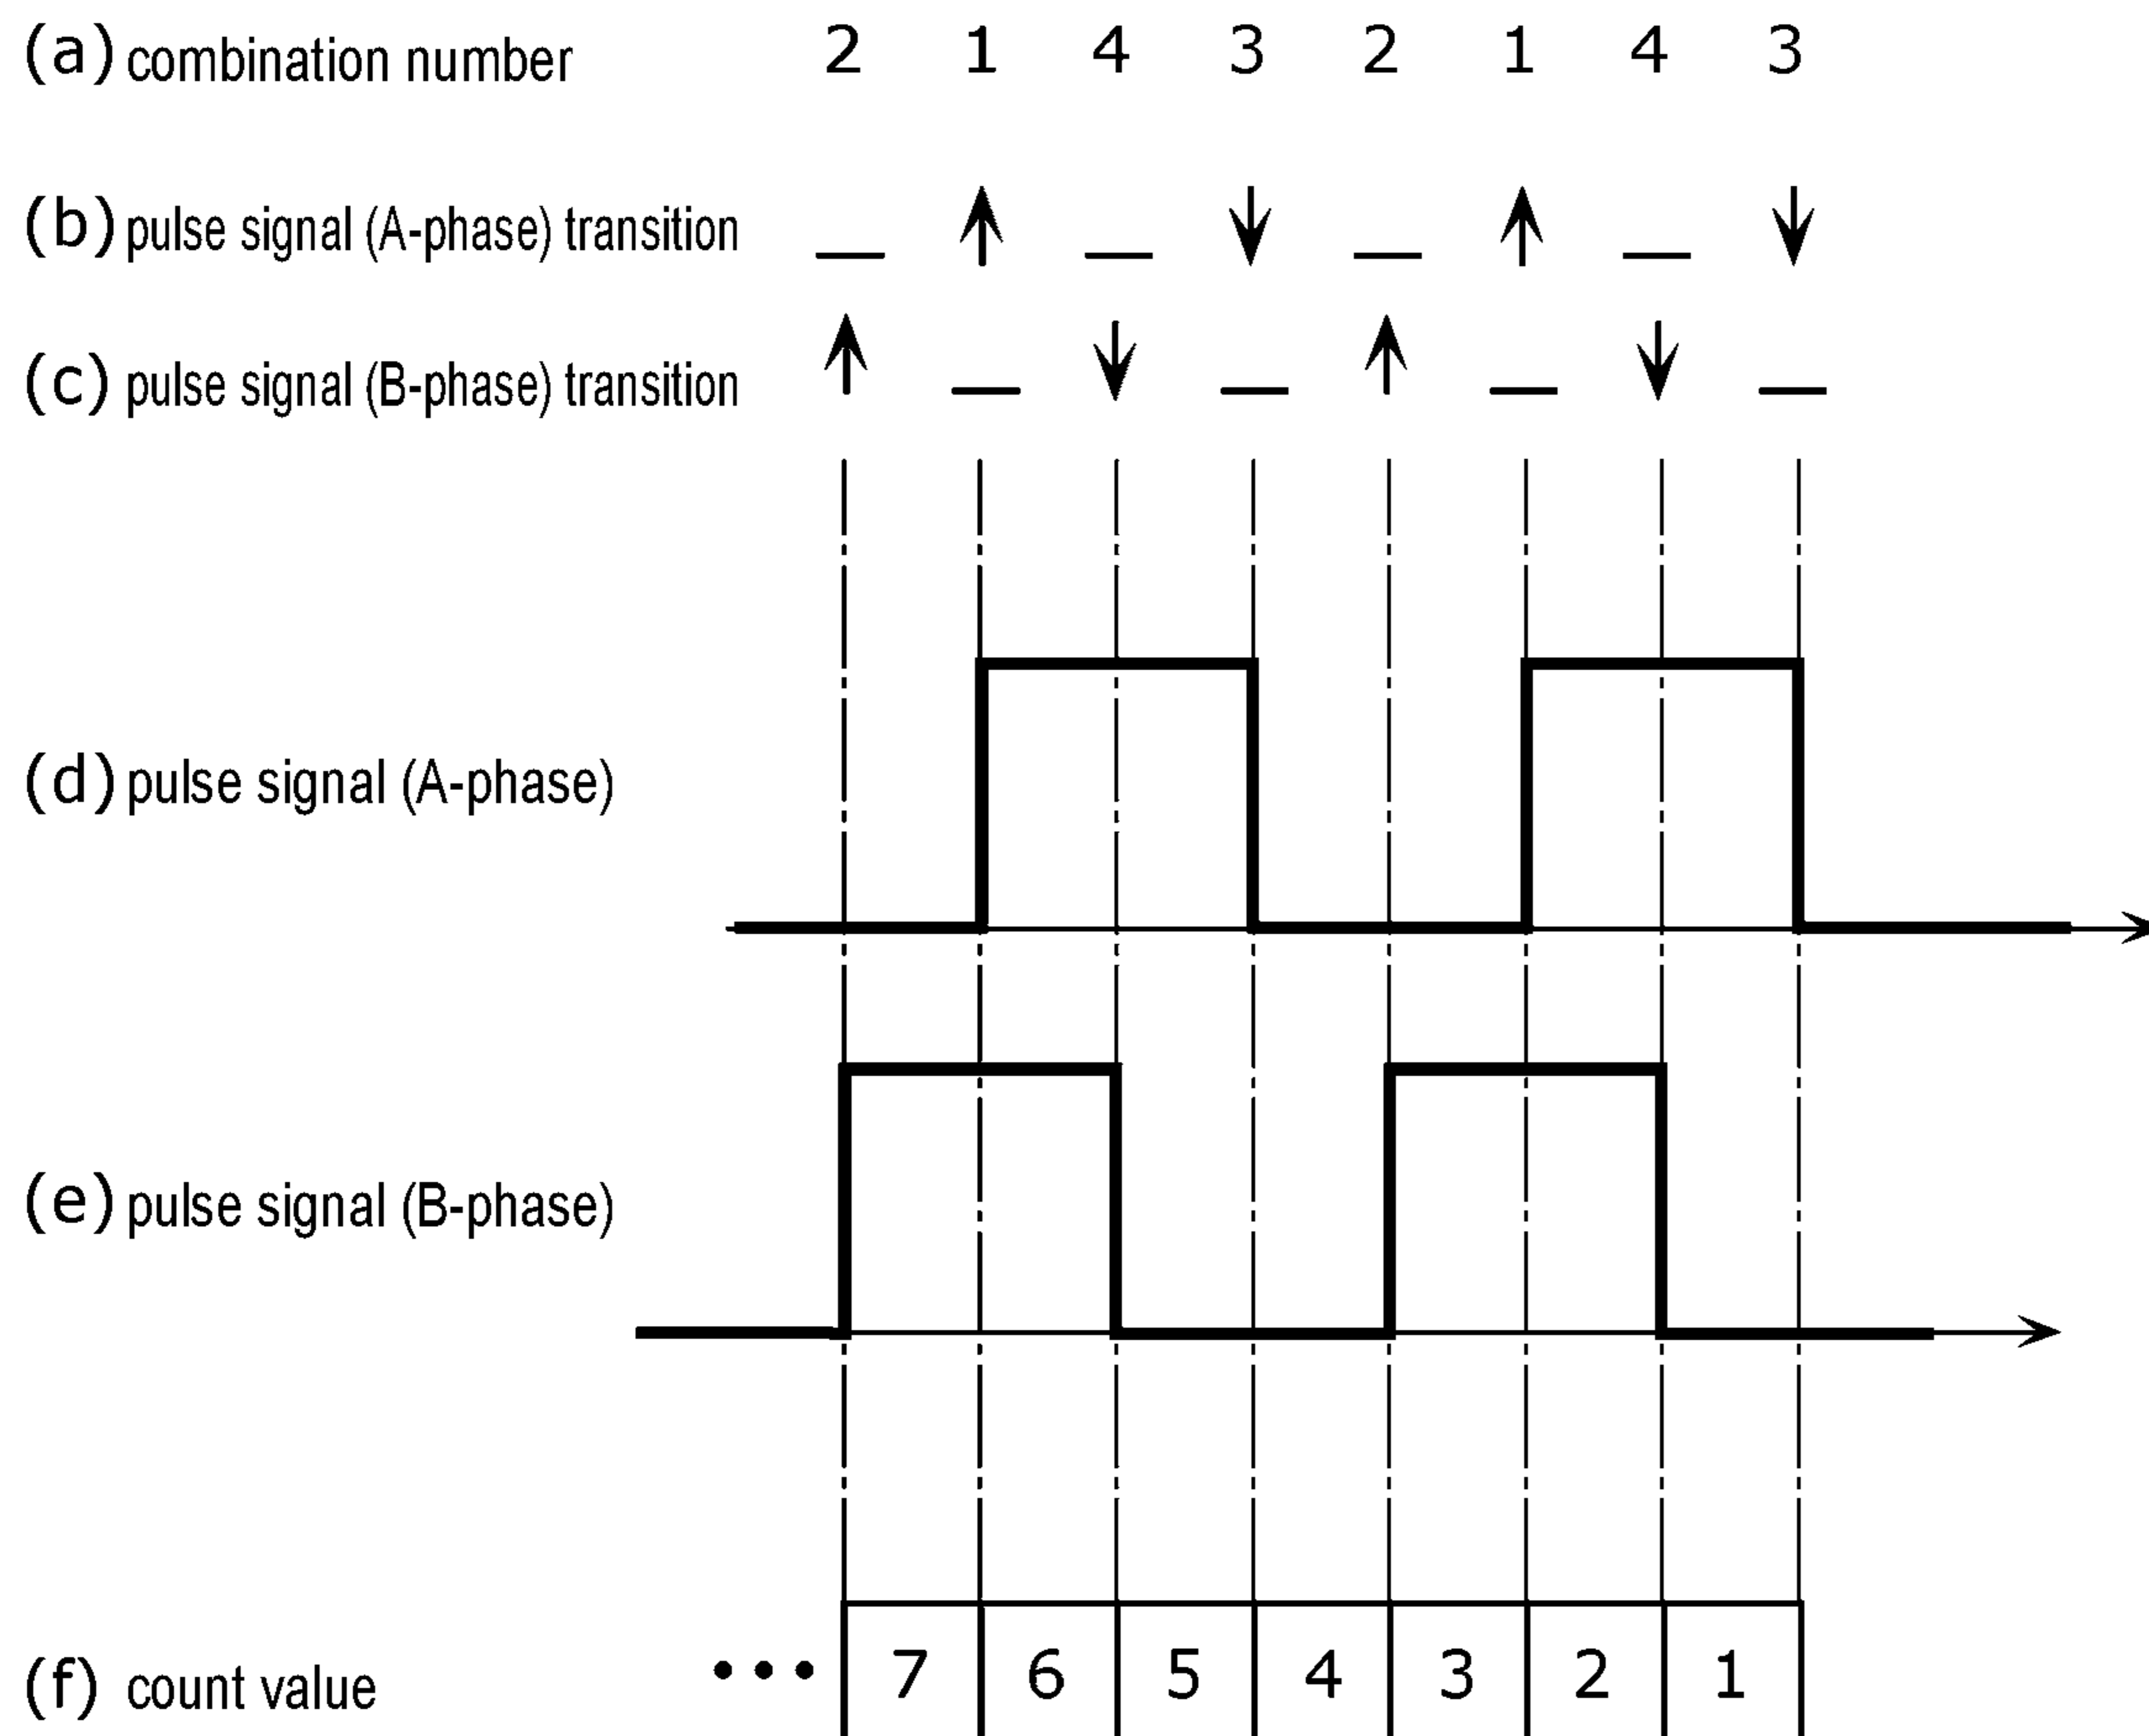 (a) combination number 2 1 4 3 2 1 4 3
(b) pulse signal (A-phase) transition
(c) pulse signal (B-phase) transition
(d) pulse signal (A-phase)
(e) pulse signal (B-phase)
(f) count value ••• 7 6 5 4 3 2 1